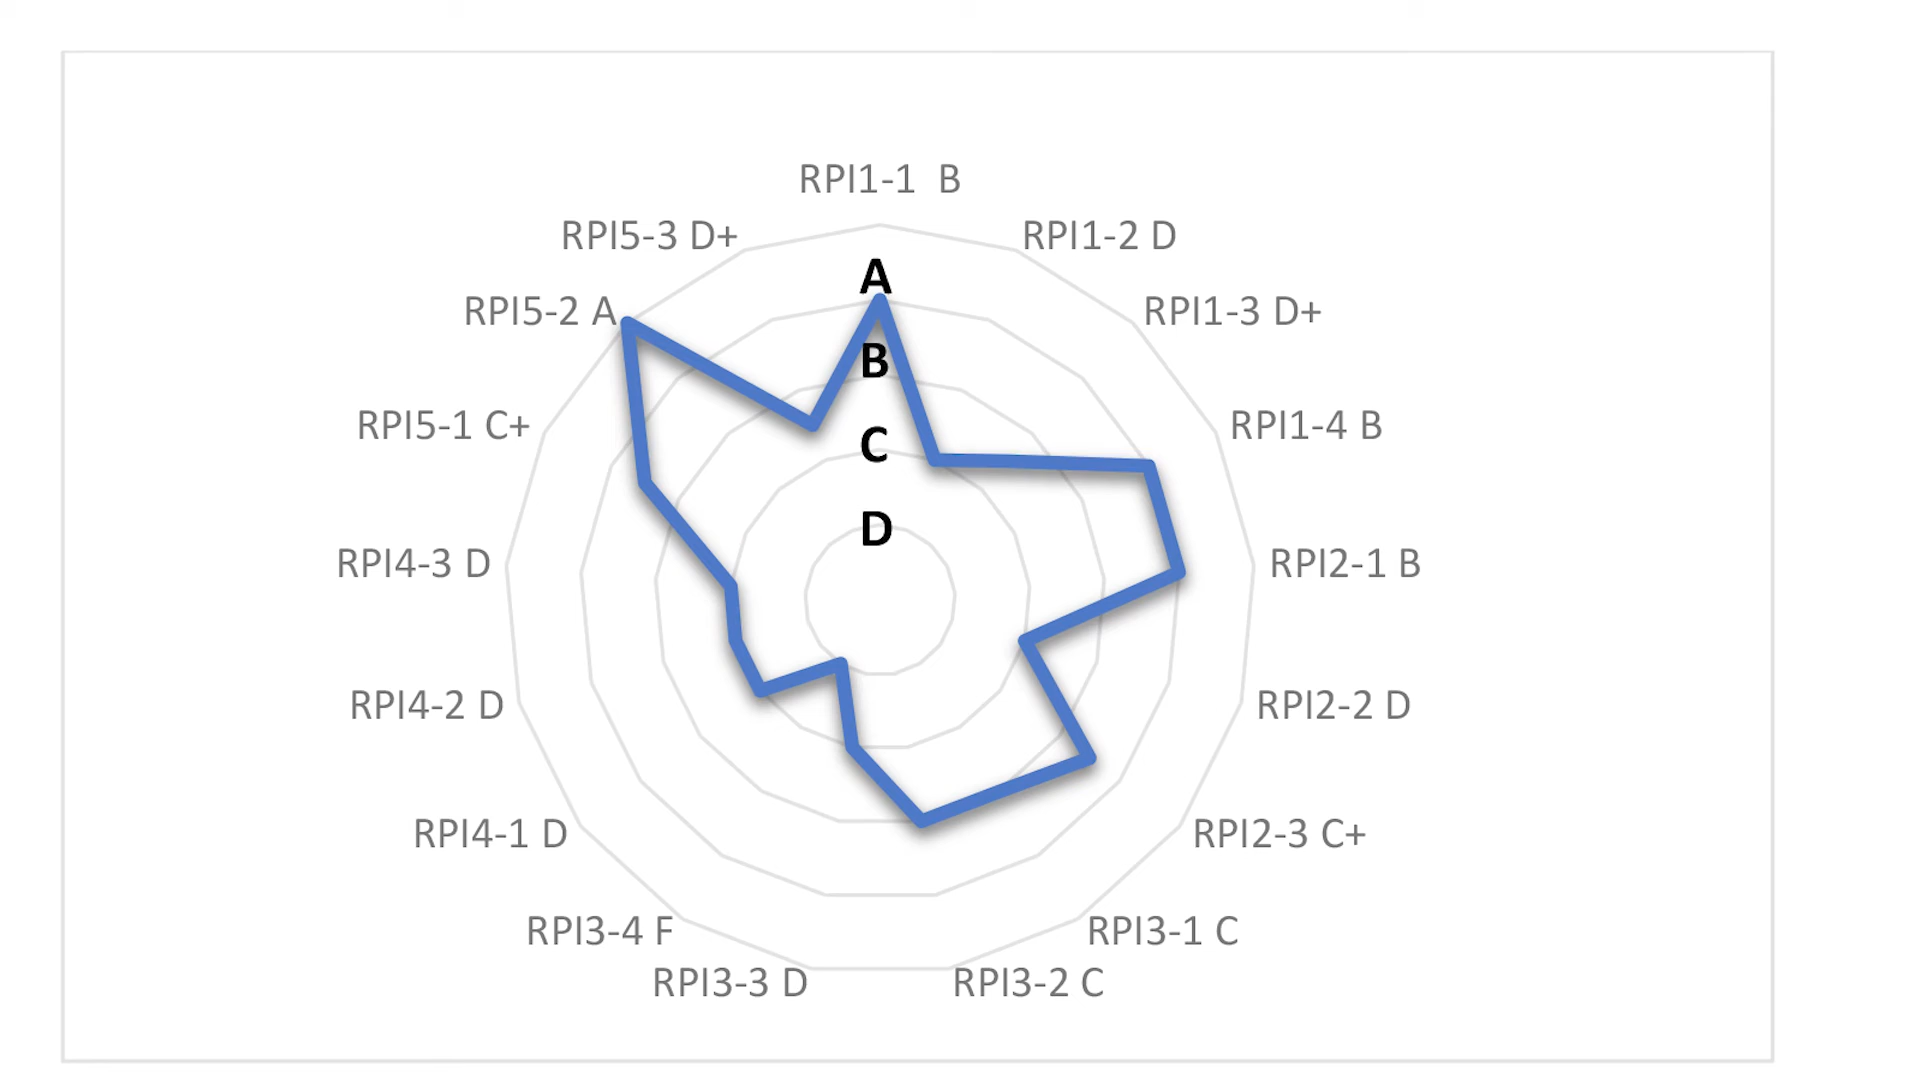 RPI1-1 B
RPI1-2 D
RPI1-3 D+
RPI1-4 B
RPI2-1 B
RPI2-2 D
RPI2-3 C+
RPI3-1 C
RPI3-2 C
RPI3-3 D
RPI3-4 F
RPI4-1 D
RPI4-2 D
RPI4-3 D
RPI5-1 C+
RPI5-2 A
RPI5-3 D+
A
B
C
D